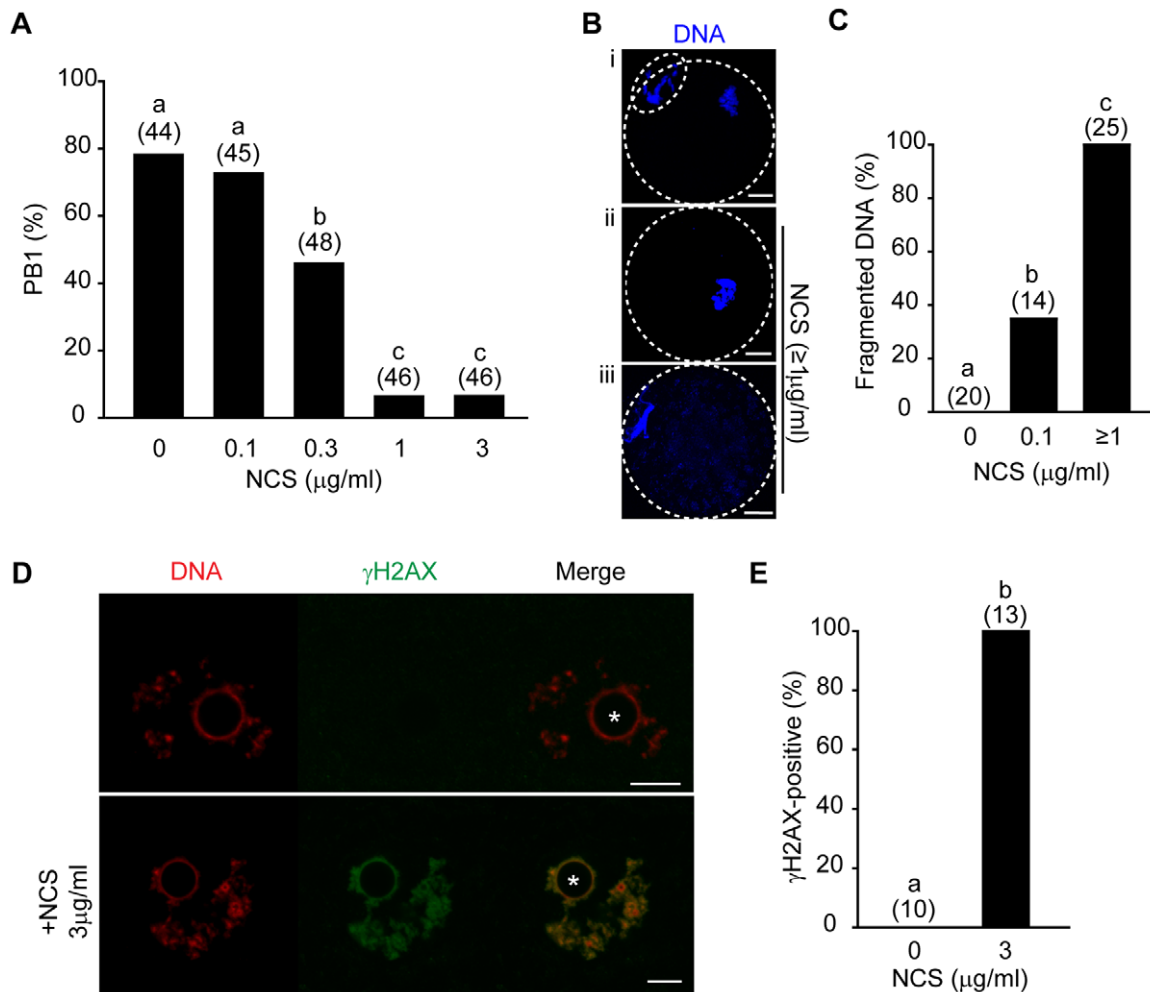 A
PB1 (%)
100
80
60
40
20
0
a
(44)
a
(45)
b
(48)
c
(46)
c
(46)
0 0.1 0.3 1 3
NCS (μg/ml)
B
DNA
i
ii
iii
NCS (≥1μg/ml)
C
Fragmented DNA (%)
100
80
60
40
20
0
a
(20)
b
(14)
c
(25)
0 0.1 ≥1
NCS (μg/ml)
D
DNA γH2AX Merge
*
+NCS
3μg/ml
*
E
γH2AX-positive (%)
100
80
60
40
20
0
a
(10)
b
(13)
0 3
NCS (μg/ml)